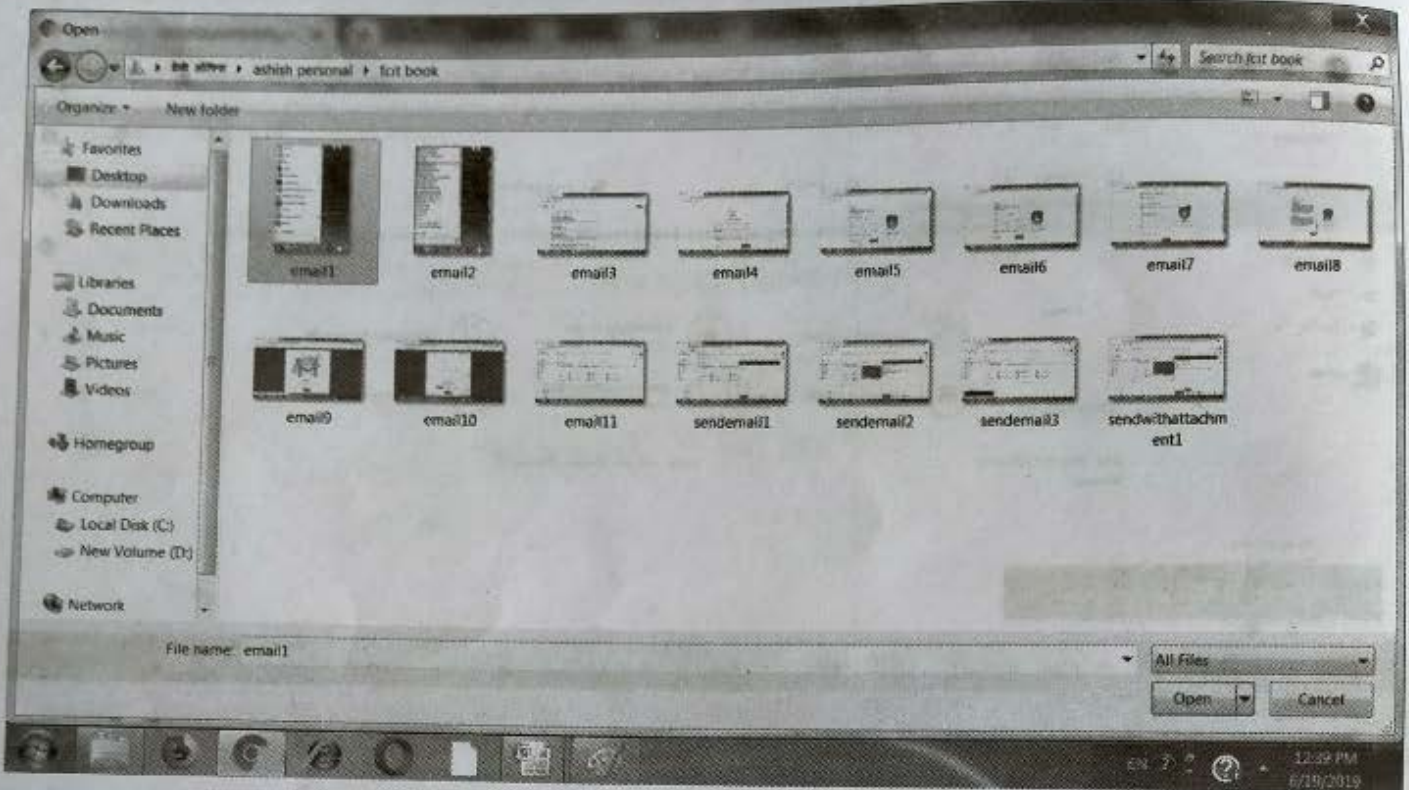 Open
ashish personal ▸ fcit book
Search fcit book
Organize
New folder
Favorites
Desktop
Downloads
Recent Places
Libraries
Documents
Music
Pictures
Videos
Homegroup
Computer
Local Disk (C:)
New Volume (D:)
Network
email1
email2
email3
email4
email5
email6
email7
email8
email9
email10
email11
sendemail1
sendemail2
sendemail3
sendwithattachm
ent1
File name: email1
All Files
Open
Cancel
EN
12:39 PM
6/19/2019